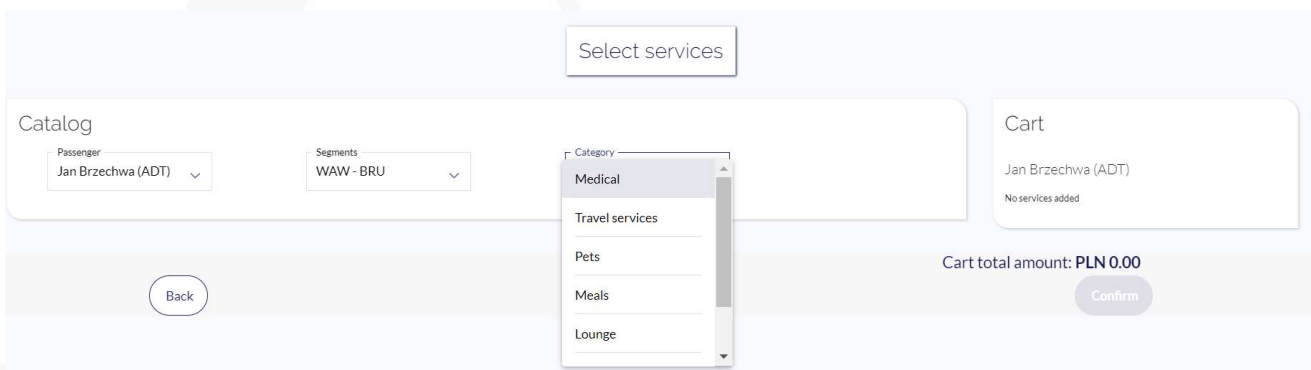 Select services
Catalog
Passenger
Jan Brzechwa (ADT)
Segments
WAW - BRU
Category
Medical
Travel services
Pets
Meals
Lounge
Cart
Jan Brzechwa (ADT)
No services added
Cart total amount: PLN 0.00
Back
Confirm